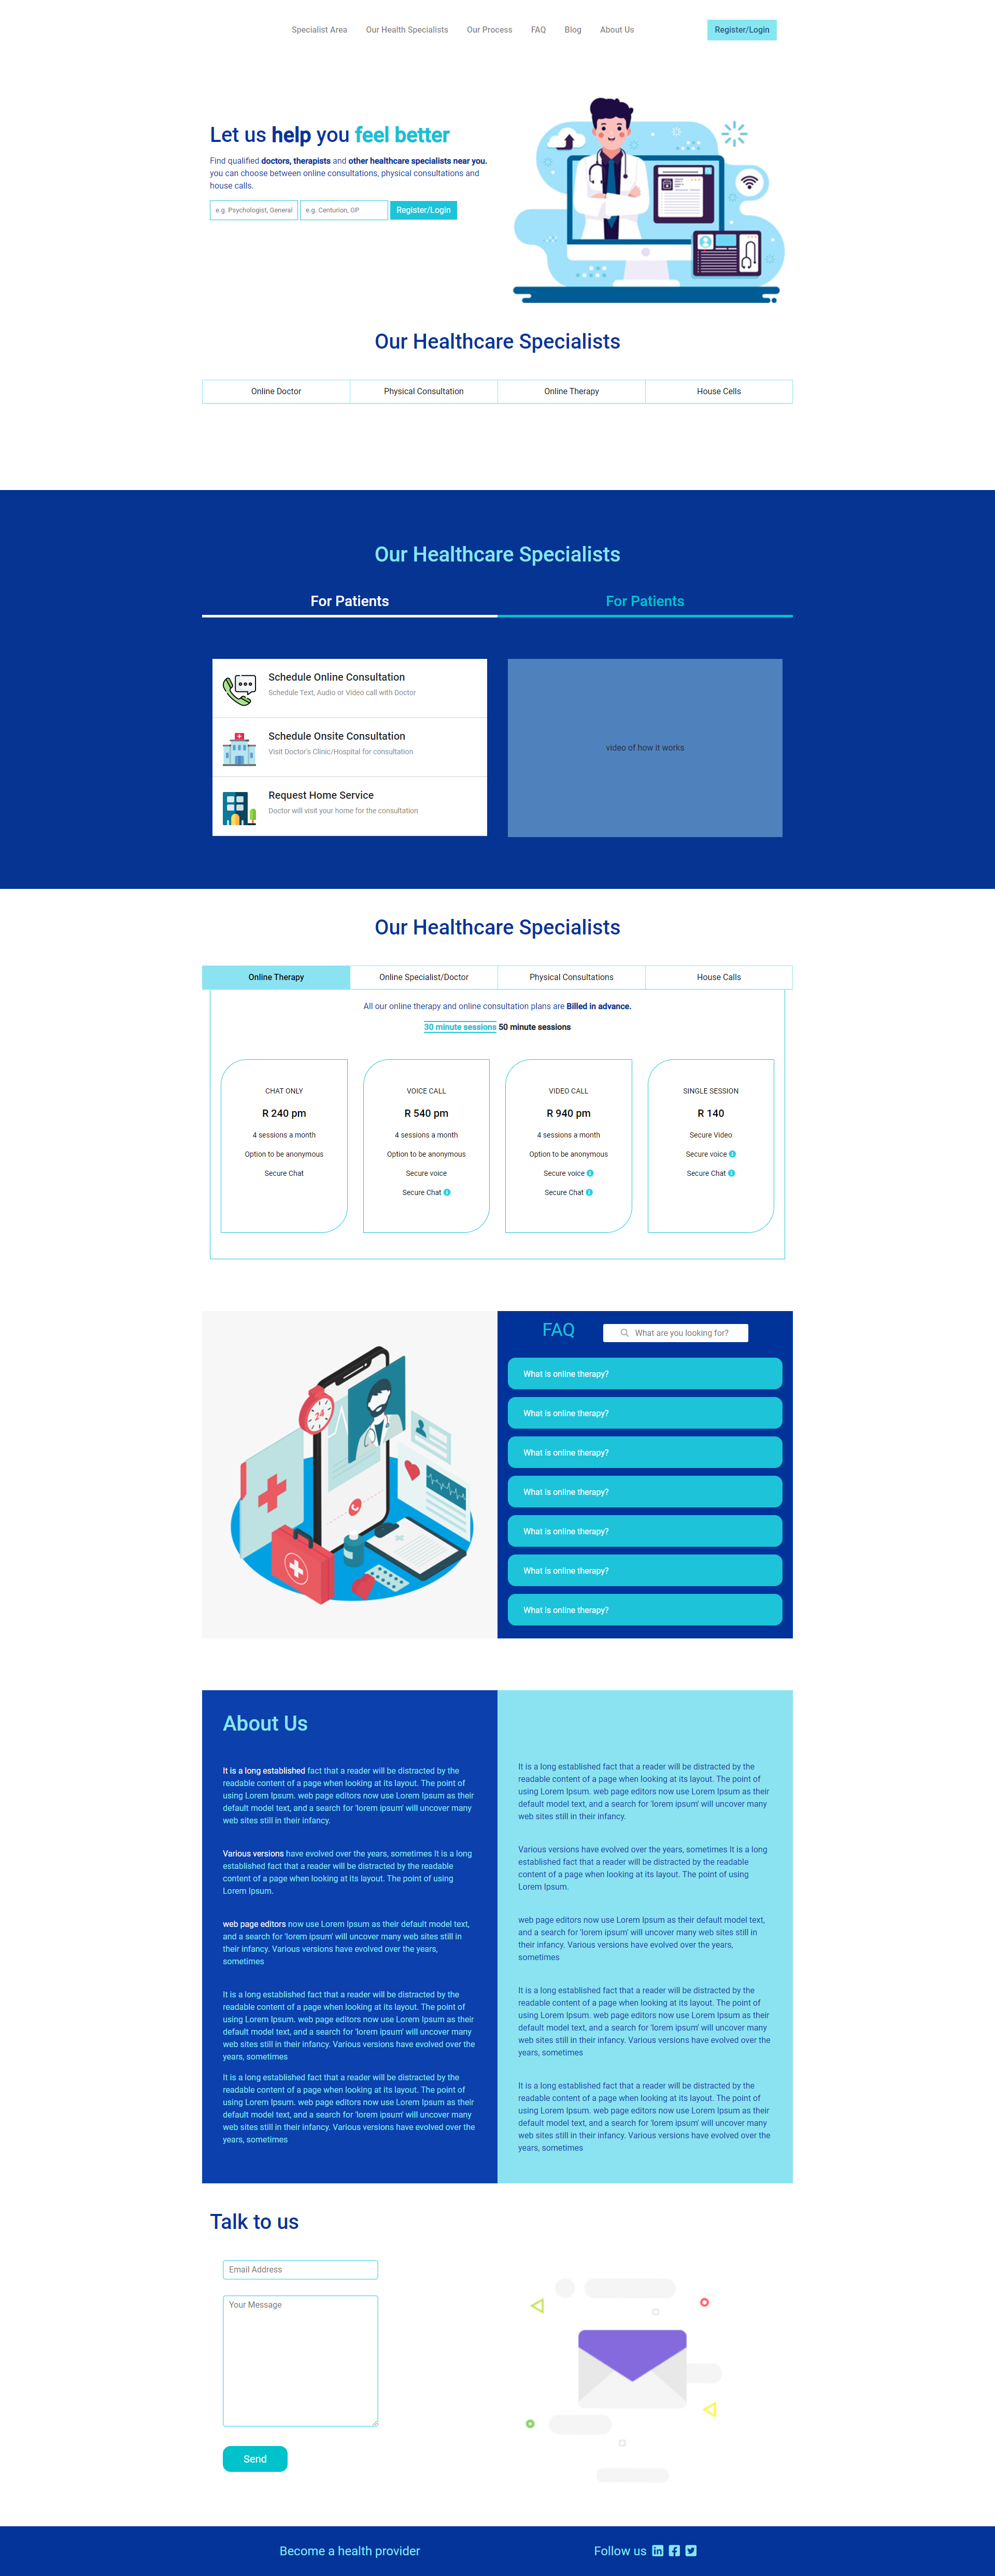 Specialist Area Our Health Specialists Our Process FAQ Blog About Us Register/Login
Let us help you feel better
Find qualified doctors, therapists and other healthcare specialists near you.
you can choose between online consultations, physical consultations and
house calls.
e.g. Psychologist, General e.g. Centurion, GP Register/Login
Our Healthcare Specialists
Online Doctor Physical Consultation Online Therapy House Cells
Our Healthcare Specialists
For Patients For Patients
Schedule Online Consultation
Schedule Text, Audio or Video call with Doctor
Schedule Onsite Consultation
Visit Doctor's Clinic/Hospital for consultation
Request Home Service
Doctor will visit your home for the consultation
video of how it works
Our Healthcare Specialists
Online Therapy Online Specialist/Doctor Physical Consultations House Calls
All our online therapy and online consultation plans are Billed in advance.
30 minute sessions 50 minute sessions
CHAT ONLY
R 240 pm
4 sessions a month
Option to be anonymous
Secure Chat
VOICE CALL
R 540 pm
4 sessions a month
Option to be anonymous
Secure voice
Secure Chat
VIDEO CALL
R 940 pm
4 sessions a month
Option to be anonymous
Secure voice
Secure Chat
SINGLE SESSION
R 140
Secure Video
Secure voice
Secure Chat
24
FAQ What are you looking for?
What is online therapy?
What is online therapy?
What is online therapy?
What is online therapy?
What is online therapy?
What is online therapy?
What is online therapy?
About Us
It is a long established fact that a reader will be distracted by the
readable content of a page when looking at its layout. The point of
using Lorem Ipsum. web page editors now use Lorem Ipsum as their
default model text, and a search for 'lorem ipsum' will uncover many
web sites still in their infancy.
Various versions have evolved over the years, sometimes It is a long
established fact that a reader will be distracted by the readable
content of a page when looking at its layout. The point of using
Lorem Ipsum.
web page editors now use Lorem Ipsum as their default model text,
and a search for 'lorem ipsum' will uncover many web sites still in
their infancy. Various versions have evolved over the years,
sometimes
It is a long established fact that a reader will be distracted by the
readable content of a page when looking at its layout. The point of
using Lorem Ipsum. web page editors now use Lorem Ipsum as their
default model text, and a search for 'lorem ipsum' will uncover many
web sites still in their infancy. Various versions have evolved over the
years, sometimes
It is a long established fact that a reader will be distracted by the
readable content of a page when looking at its layout. The point of
using Lorem Ipsum. web page editors now use Lorem Ipsum as their
default model text, and a search for 'lorem ipsum' will uncover many
web sites still in their infancy. Various versions have evolved over the
years, sometimes
It is a long established fact that a reader will be distracted by the
readable content of a page when looking at its layout. The point of
using Lorem Ipsum. web page editors now use Lorem Ipsum as their
default model text, and a search for 'lorem ipsum' will uncover many
web sites still in their infancy.
Various versions have evolved over the years, sometimes It is a long
established fact that a reader will be distracted by the readable
content of a page when looking at its layout. The point of using
Lorem Ipsum.
web page editors now use Lorem Ipsum as their default model text,
and a search for 'lorem ipsum' will uncover many web sites still in
their infancy. Various versions have evolved over the years,
sometimes
It is a long established fact that a reader will be distracted by the
readable content of a page when looking at its layout. The point of
using Lorem Ipsum. web page editors now use Lorem Ipsum as their
default model text, and a search for 'lorem ipsum' will uncover many
web sites still in their infancy. Various versions have evolved over the
years, sometimes
It is a long established fact that a reader will be distracted by the
readable content of a page when looking at its layout. The point of
using Lorem Ipsum. web page editors now use Lorem Ipsum as their
default model text, and a search for 'lorem ipsum' will uncover many
web sites still in their infancy. Various versions have evolved over the
years, sometimes
Talk to us
Email Address
Your Message
Send
Become a health provider Follow us